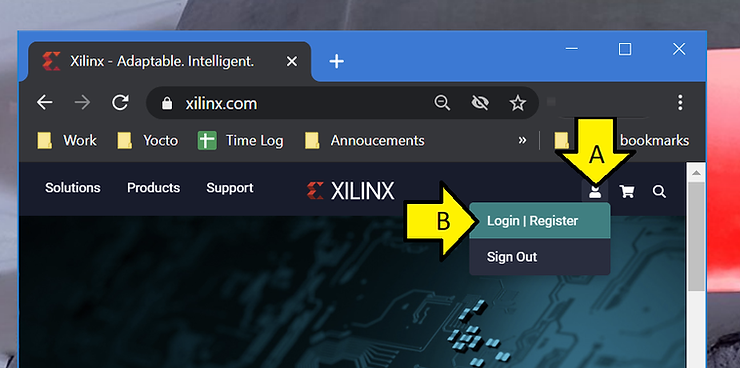 Xilinx - Adaptable. Intelligent.
xilinx.com
Work Yocto Time Log Annoucements » bookmarks
A
Solutions Products Support XILINX
B
Login | Register
Sign Out